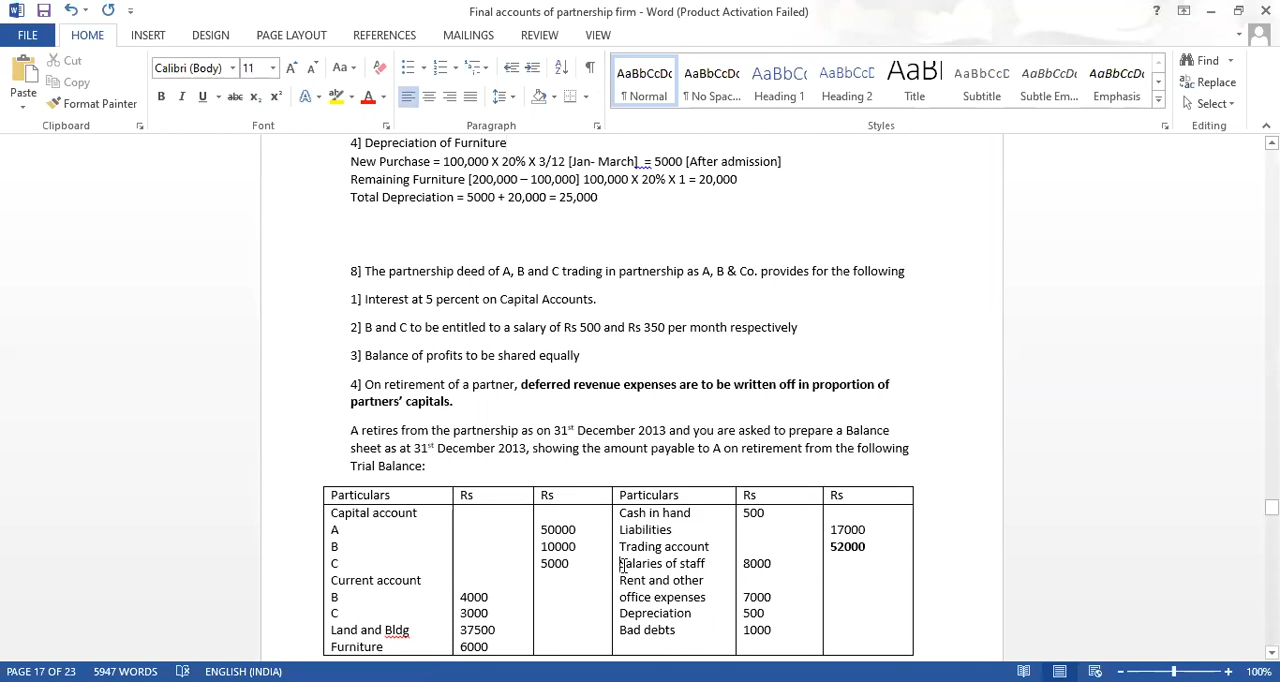 Final accounts of partnership firm - Word (Product Activation Failed)
FILE HOME INSERT DESIGN PAGE LAYOUT REFERENCES MAILINGS REVIEW VIEW
Paste
Cut
Copy
Format Painter
Clipboard
Calibri (Body) 11
Font
Paragraph
AaBbCcDc AaBbCcDc AaBbCc AaBbCcC AaBl AaBbCcD AaBbCcDc AaBbCcDc
¶ Normal ¶ No Spac... Heading 1 Heading 2 Title Subtitle Subtle Em... Emphasis
Styles
Find
Replace
Select
Editing
4] Depreciation of Furniture
New Purchase = 100,000 X 20% X 3/12 [Jan- March] = 5000 [After admission]
Remaining Furniture [200,000 – 100,000] 100,000 X 20% X 1 = 20,000
Total Depreciation = 5000 + 20,000 = 25,000
8] The partnership deed of A, B and C trading in partnership as A, B & Co. provides for the following
1] Interest at 5 percent on Capital Accounts.
2] B and C to be entitled to a salary of Rs 500 and Rs 350 per month respectively
3] Balance of profits to be shared equally
4] On retirement of a partner, deferred revenue expenses are to be written off in proportion of
partners' capitals.
A retires from the partnership as on 31st December 2013 and you are asked to prepare a Balance
sheet as at 31st December 2013, showing the amount payable to A on retirement from the following
Trial Balance:
Particulars Rs Rs Particulars Rs Rs
Capital account Cash in hand 500
A 50000 Liabilities 17000
B 10000 Trading account 52000
C 5000 Salaries of staff 8000
Current account Rent and other
B 4000 office expenses 7000
C 3000 Depreciation 500
Land and Bldg 37500 Bad debts 1000
Furniture 6000
PAGE 17 OF 23 5947 WORDS ENGLISH (INDIA) 100%